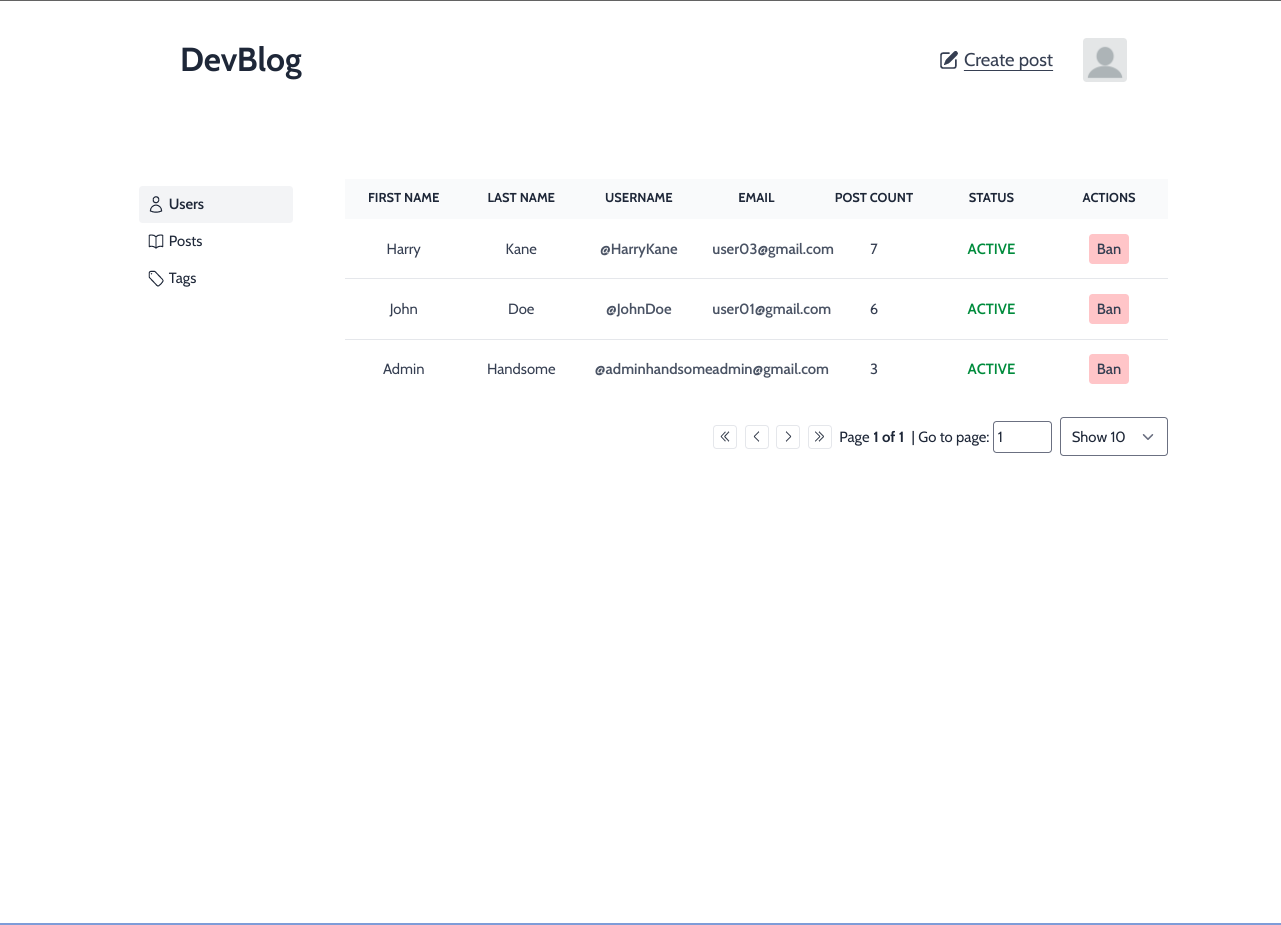 DevBlog
Create post
Users
Posts
Tags
FIRST NAME LAST NAME USERNAME EMAIL POST COUNT STATUS ACTIONS
Harry Kane @HarryKane user03@gmail.com 7 ACTIVE Ban
John Doe @JohnDoe user01@gmail.com 6 ACTIVE Ban
Admin Handsome @adminhandsomeadmin@gmail.com 3 ACTIVE Ban
Page 1 of 1 | Go to page: 1 Show 10